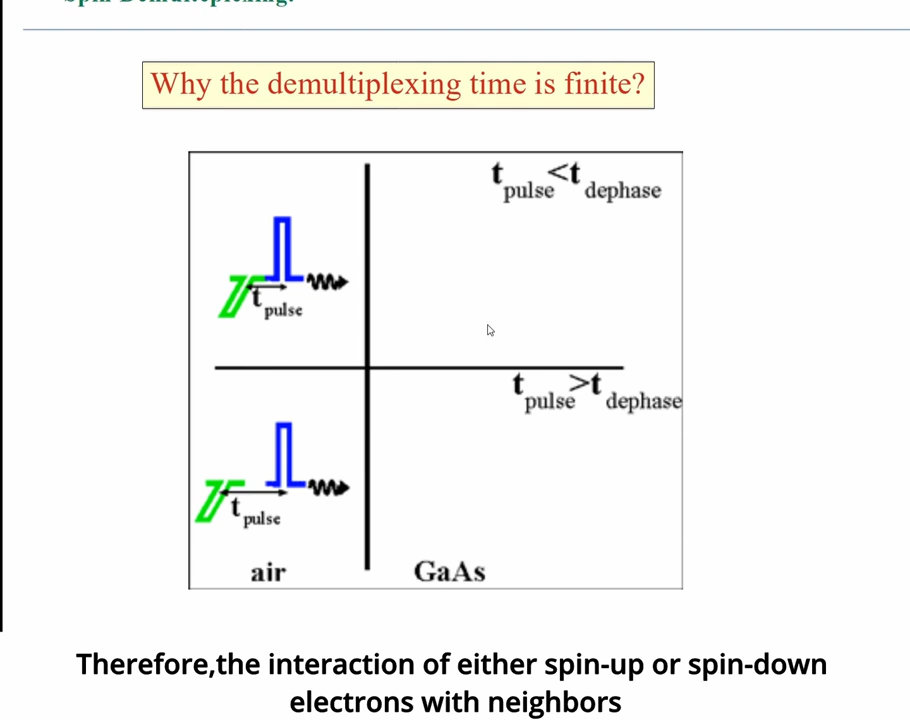 Why the demultiplexing time is finite?
t pulse <t dephase
t pulse
t pulse >t dephase
t pulse
air GaAs
Therefore,the interaction of either spin-up or spin-down
electrons with neighbors